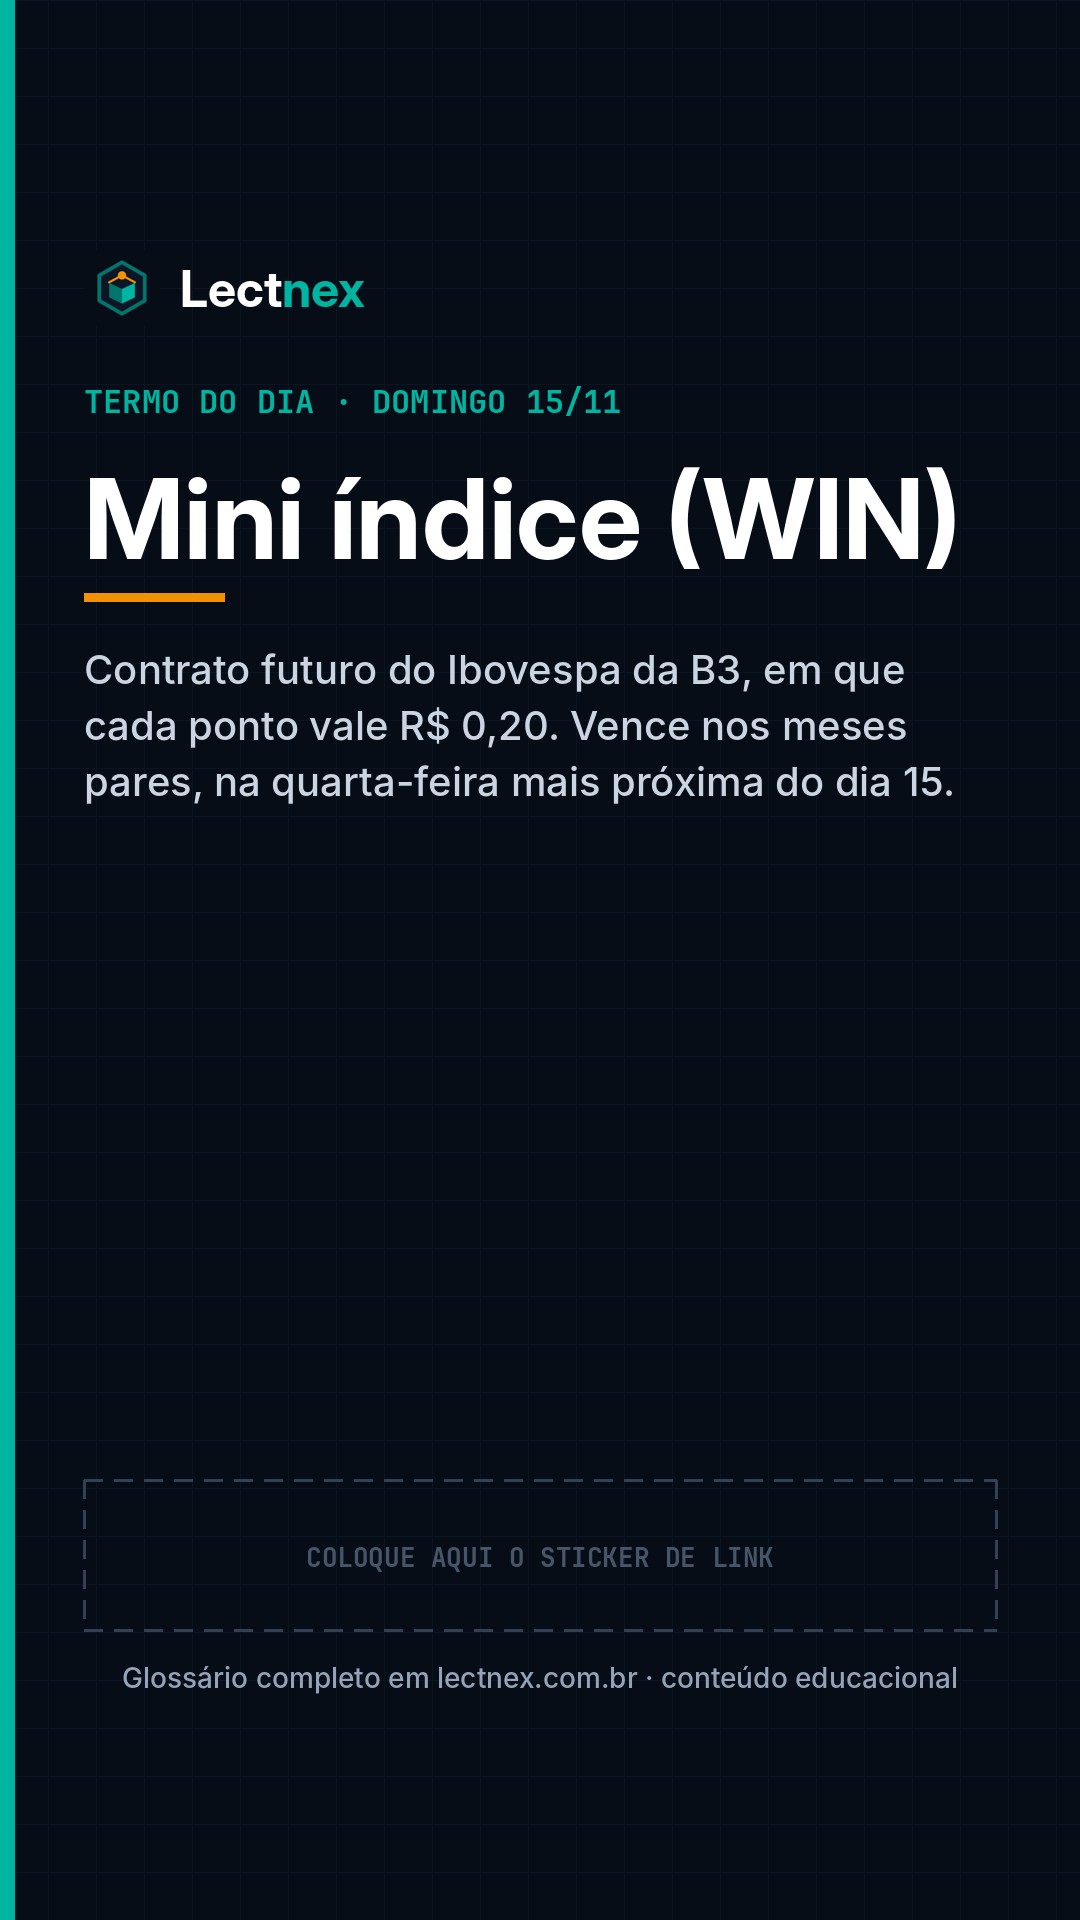 Lectnex
TERMO DO DIA · DOMINGO 15/11
Mini índice (WIN)
Contrato futuro do Ibovespa da B3, em que
cada ponto vale R$ 0,20. Vence nos meses
pares, na quarta-feira mais próxima do dia 15.
COLOQUE AQUI O STICKER DE LINK
Glossário completo em lectnex.com.br · conteúdo educacional